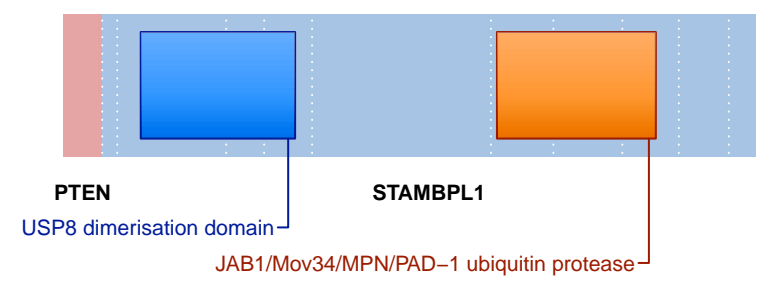 PTEN STAMBPL1
USP8 dimerisation domain
JAB1/Mov34/MPN/PAD−1 ubiquitin protease